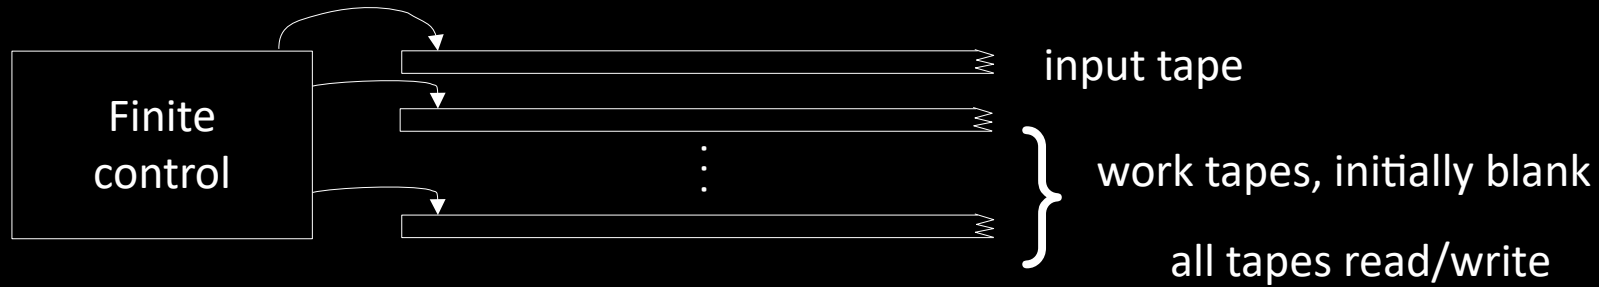 input tape
Finite
control
work tapes, initially blank
all tapes read/write